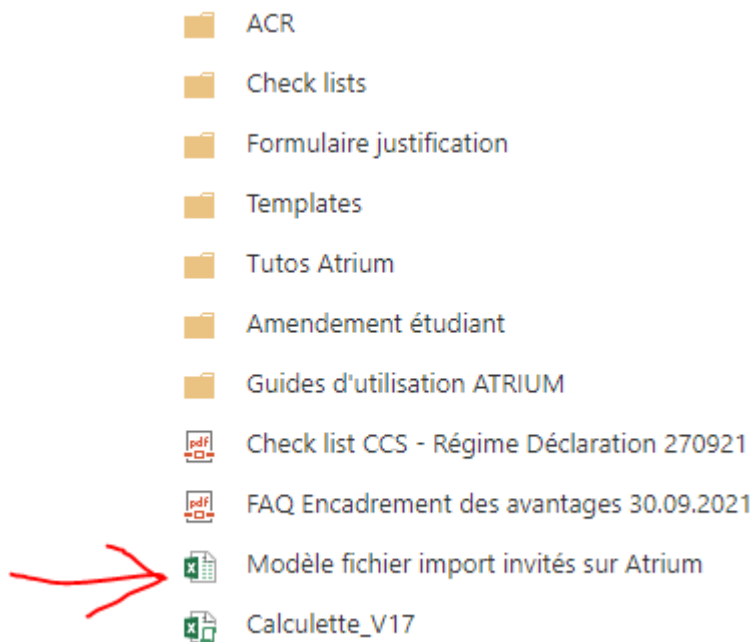 ACR
Check lists
Formulaire justification
Templates
Tutos Atrium
Amendement étudiant
Guides d'utilisation ATRIUM
Check list CCS - Régime Déclaration 270921
FAQ Encadrement des avantages 30.09.2021
Modèle fichier import invités sur Atrium
Calculette_V17